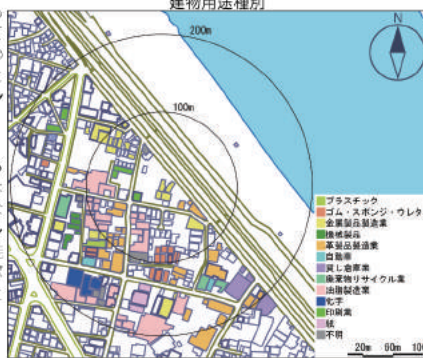 建物用途種別
N
200m
100m
プラスチック
ゴム・スポンジ・ウレタ
金属製品製造業
機械製品
革製品製造業
自動車
貸し倉庫業
廃棄物リサイクル業
油脂製造業
化学
印刷業
紙
不明
20m 60m 100